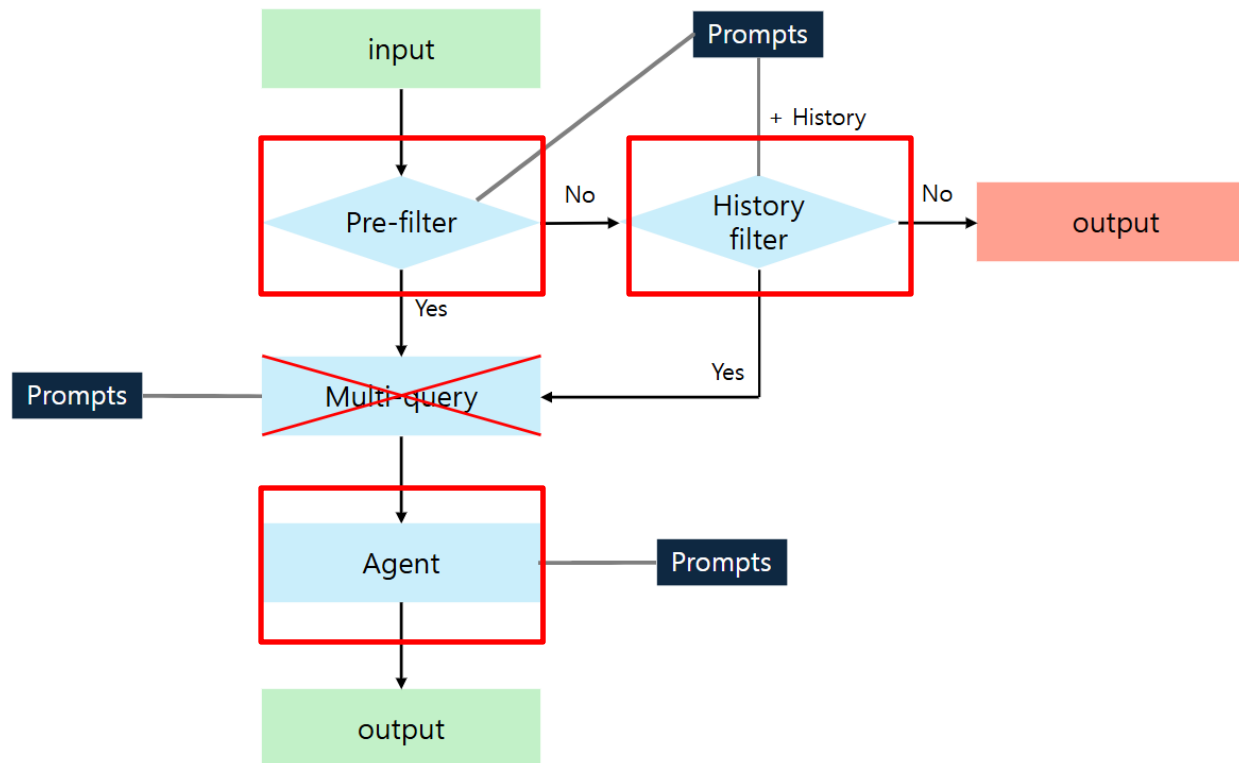 input
Prompts
+ History
Pre-filter
No
History
filter
No
output
Yes
Yes
Prompts
Multi-query
Agent
Prompts
output